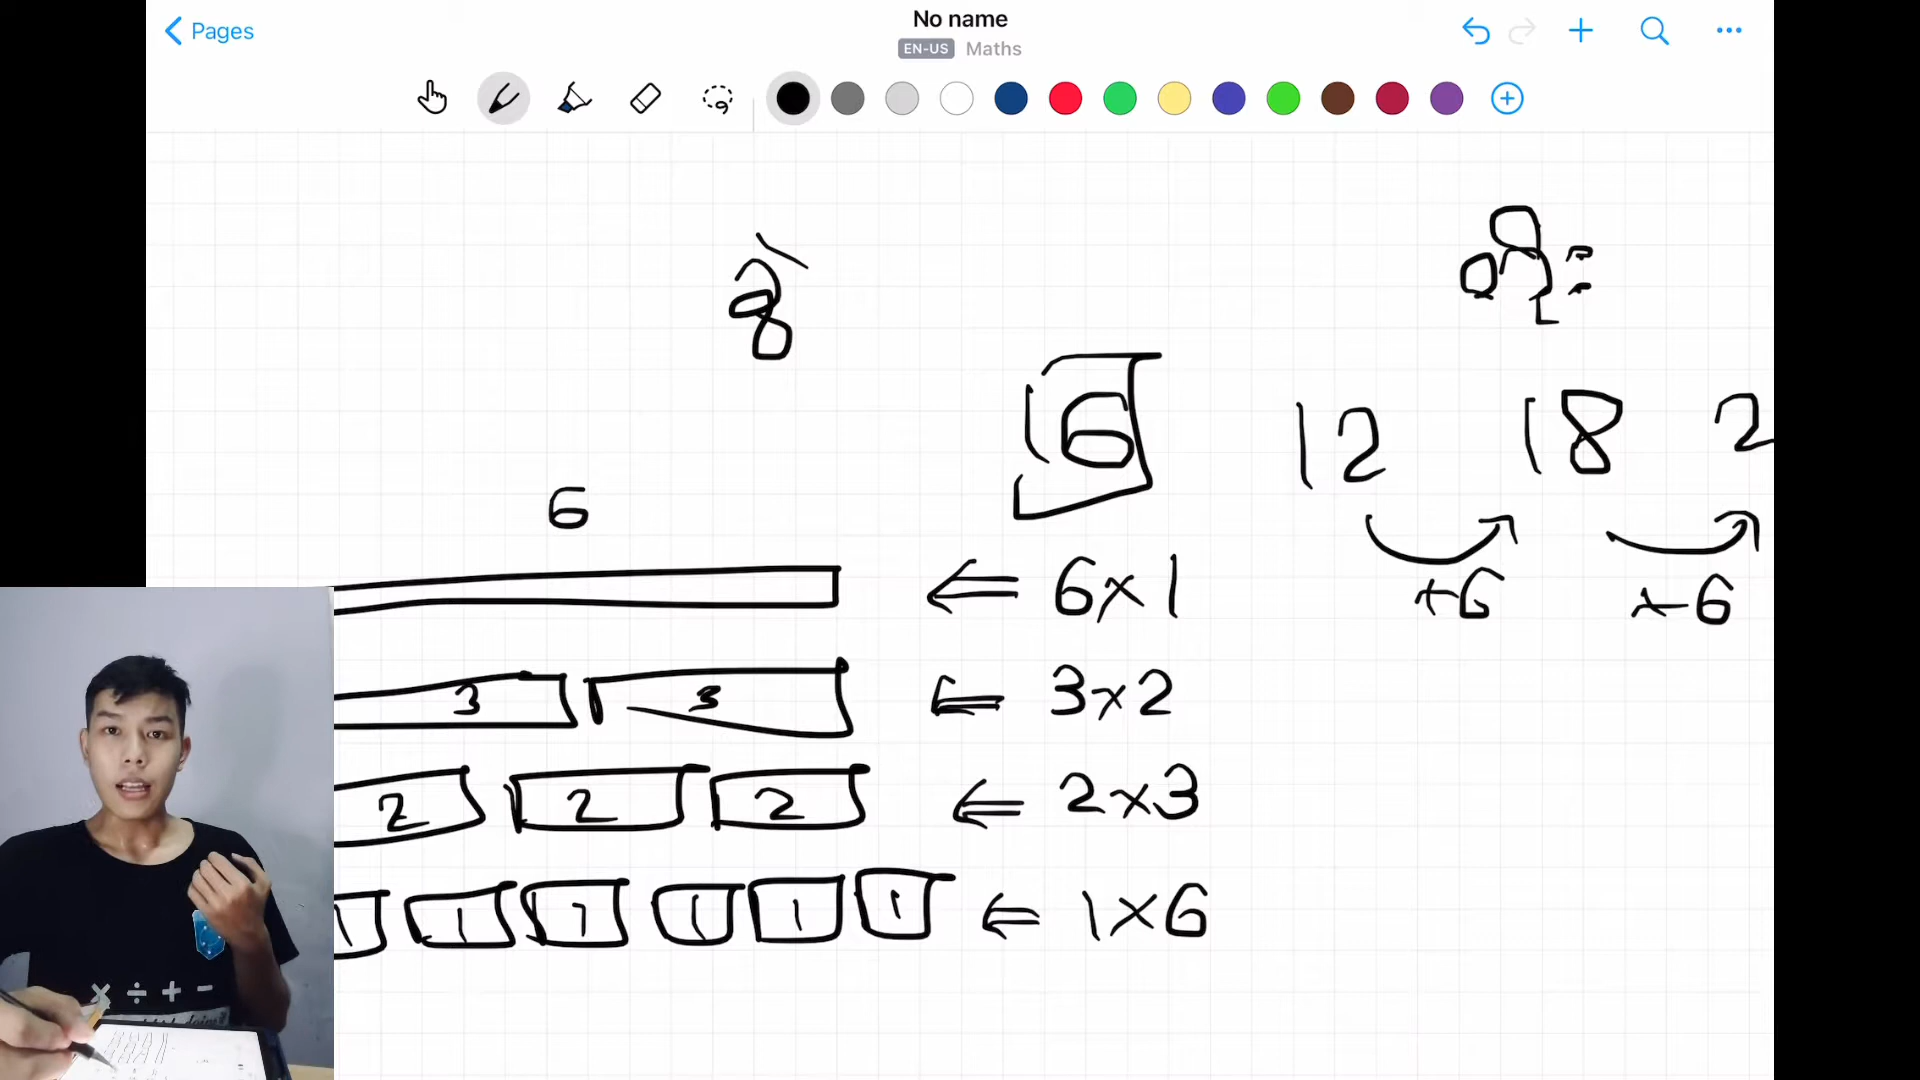 Pages
No name
EN-US Maths
6 12 18 2
6
6x1
+6 +6
3 3
3x2
2 2 2
2x3
1 1 1 1 1 1
1x6
× ÷ + −